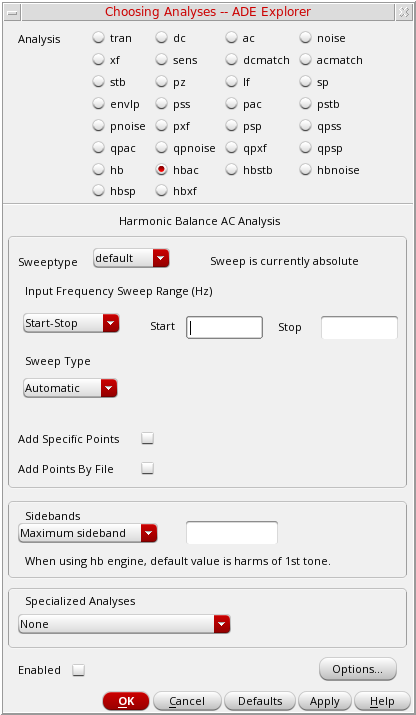 Choosing Analyses -- ADE Explorer
Analysis tran dc ac noise
xf sens dcmatch acmatch
stb pz lf sp
envlp pss pac pstb
pnoise pxf psp qpss
qpac qpnoise qpxf qpsp
hb hbac hbstb hbnoise
hbsp hbxf
Harmonic Balance AC Analysis
Sweeptype default Sweep is currently absolute
Input Frequency Sweep Range (Hz)
Start-Stop Start Stop
Sweep Type
Automatic
Add Specific Points
Add Points By File
Sidebands
Maximum sideband
When using hb engine, default value is harms of 1st tone.
Specialized Analyses
None
Enabled Options...
OK Cancel Defaults Apply Help